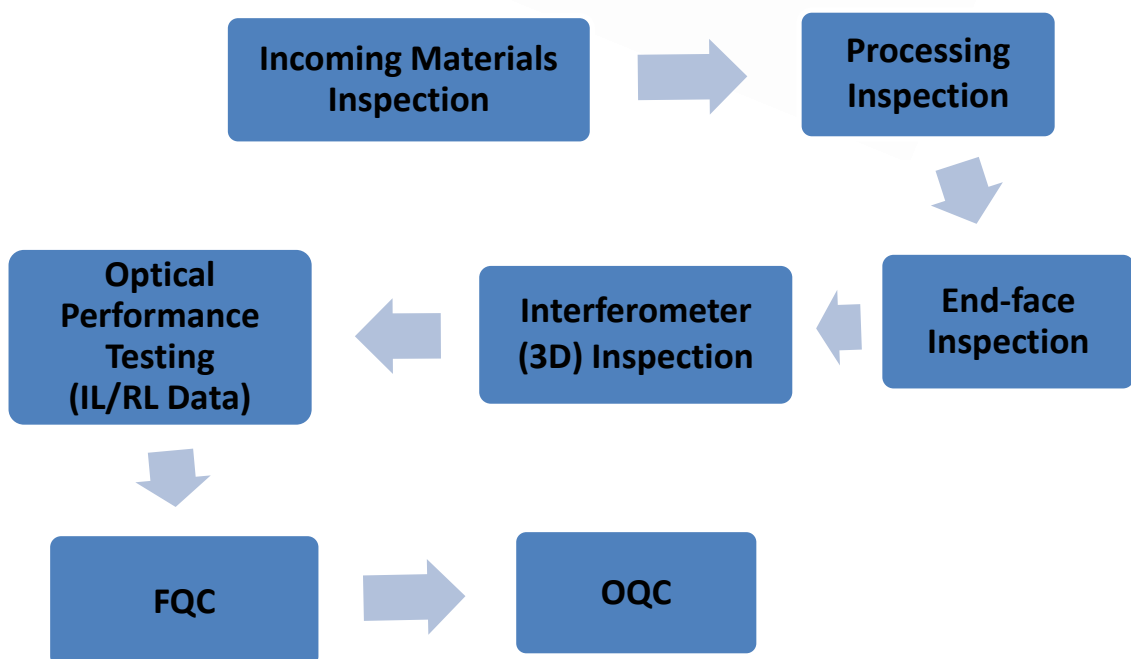 Incoming Materials
Inspection
Processing
Inspection
End-face
Inspection
Interferometer
(3D) Inspection
Optical
Performance
Testing
(IL/RL Data)
FQC
OQC